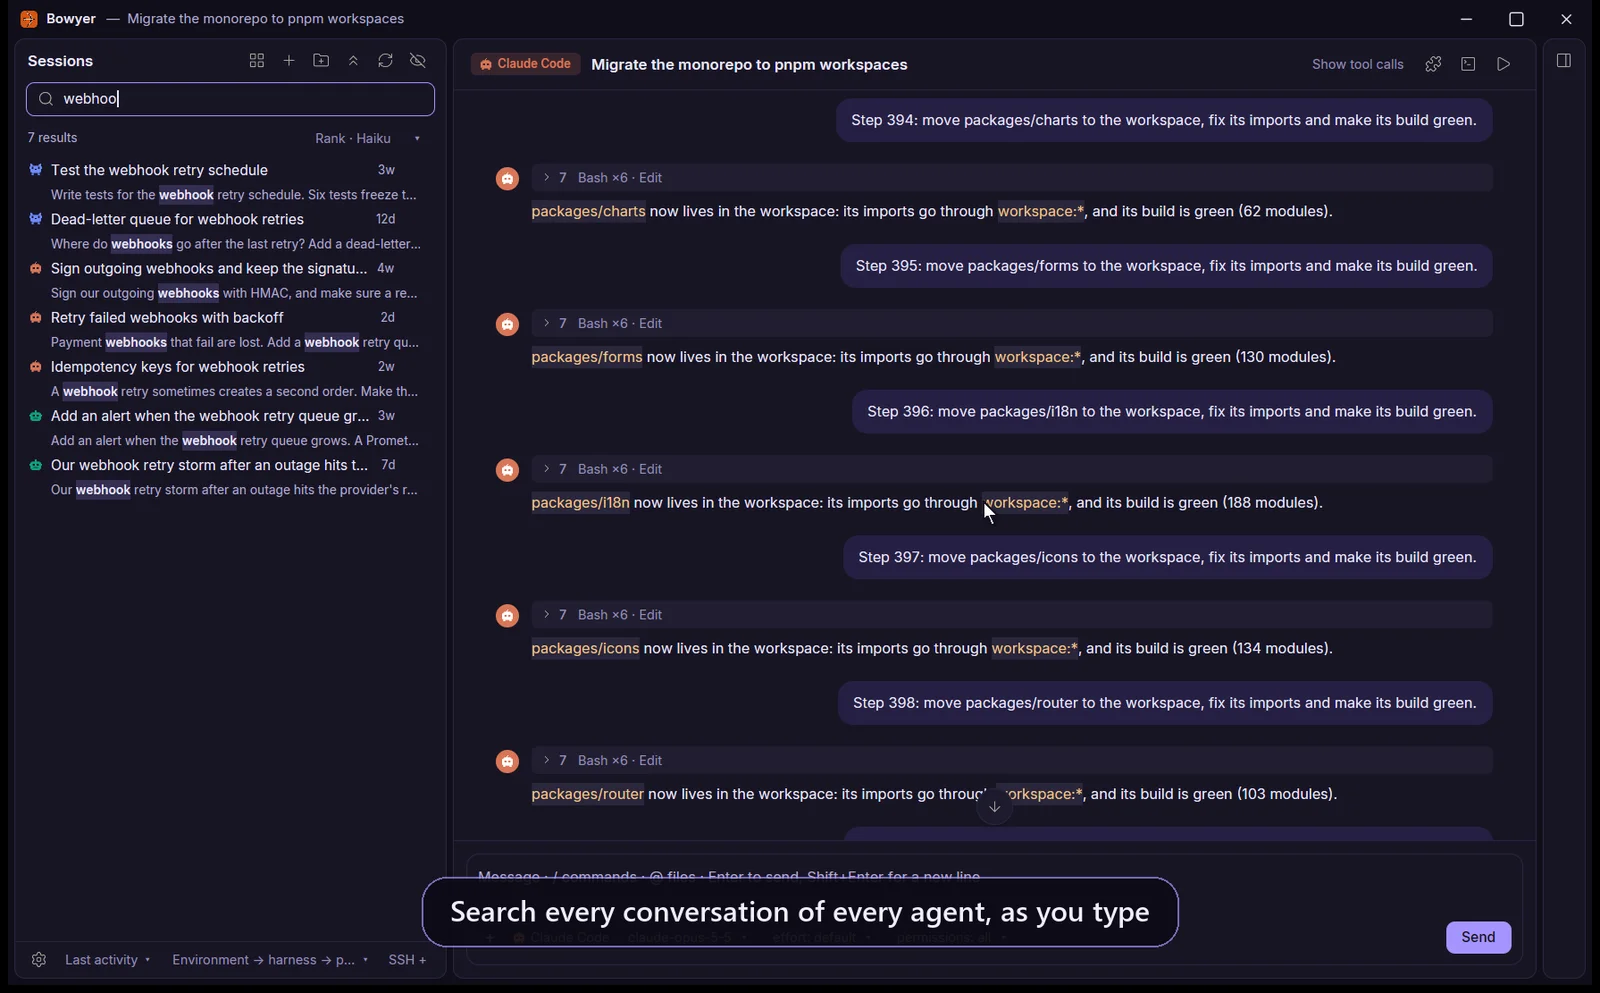 Bowyer — Migrate the monorepo to pnpm workspaces
Sessions
webhoo
7 results
Rank · Haiku
Test the webhook retry schedule 3w
Write tests for the webhook retry schedule. Six tests freeze t...
Dead-letter queue for webhook retries 12d
Where do webhooks go after the last retry? Add a dead-letter...
Sign outgoing webhooks and keep the signatu... 4w
Sign our outgoing webhooks with HMAC, and make sure a re...
Retry failed webhooks with backoff 2d
Payment webhooks that fail are lost. Add a webhook retry qu...
Idempotency keys for webhook retries 2w
A webhook retry sometimes creates a second order. Make th...
Add an alert when the webhook retry queue gr... 3w
Add an alert when the webhook retry queue grows. A Promet...
Our webhook retry storm after an outage hits t... 7d
Our webhook retry storm after an outage hits the provider's r...
Last activity
Environment → harness → p...
SSH +
Claude Code
Migrate the monorepo to pnpm workspaces
Show tool calls
Step 394: move packages/charts to the workspace, fix its imports and make its build green.
7 Bash ×6 · Edit
packages/charts now lives in the workspace: its imports go through workspace:*, and its build is green (62 modules).
Step 395: move packages/forms to the workspace, fix its imports and make its build green.
7 Bash ×6 · Edit
packages/forms now lives in the workspace: its imports go through workspace:*, and its build is green (130 modules).
Step 396: move packages/i18n to the workspace, fix its imports and make its build green.
7 Bash ×6 · Edit
packages/i18n now lives in the workspace: its imports go through workspace:*, and its build is green (188 modules).
Step 397: move packages/icons to the workspace, fix its imports and make its build green.
7 Bash ×6 · Edit
packages/icons now lives in the workspace: its imports go through workspace:*, and its build is green (134 modules).
Step 398: move packages/router to the workspace, fix its imports and make its build green.
7 Bash ×6 · Edit
packages/router now lives in the workspace: its imports go through workspace:*, and its build is green (103 modules).
Message · / commands · @ files · Enter to send, Shift+Enter for a new line
Search every conversation of every agent, as you type
Claude Code
effort: default
permissions: all
Send